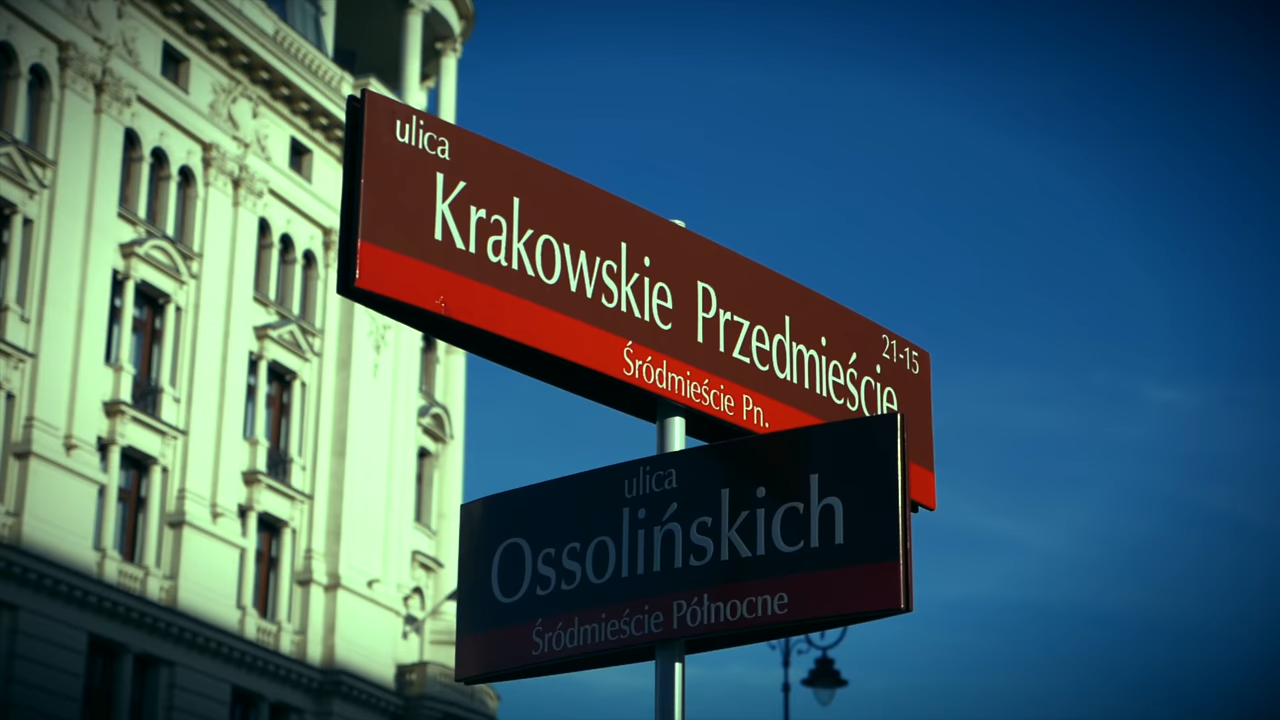 ulica
Krakowskie Przedmieście
21-15
Śródmieście Pn.
ulica
Ossolińskich
Śródmieście Północne